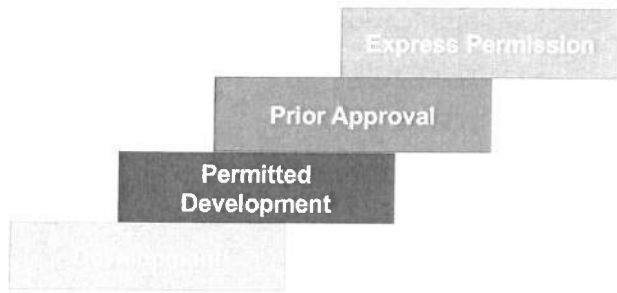 Express Permission
Prior Approval
Permitted
Development